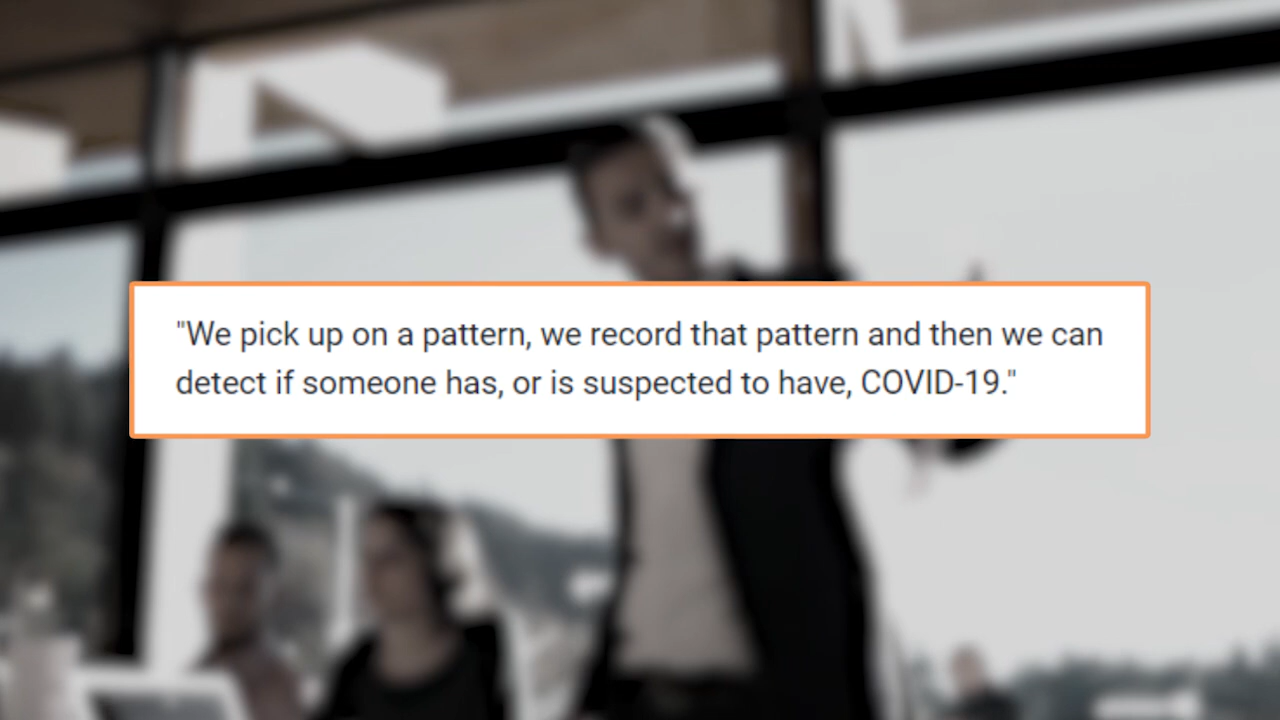 "We pick up on a pattern, we record that pattern and then we can
detect if someone has, or is suspected to have, COVID-19."